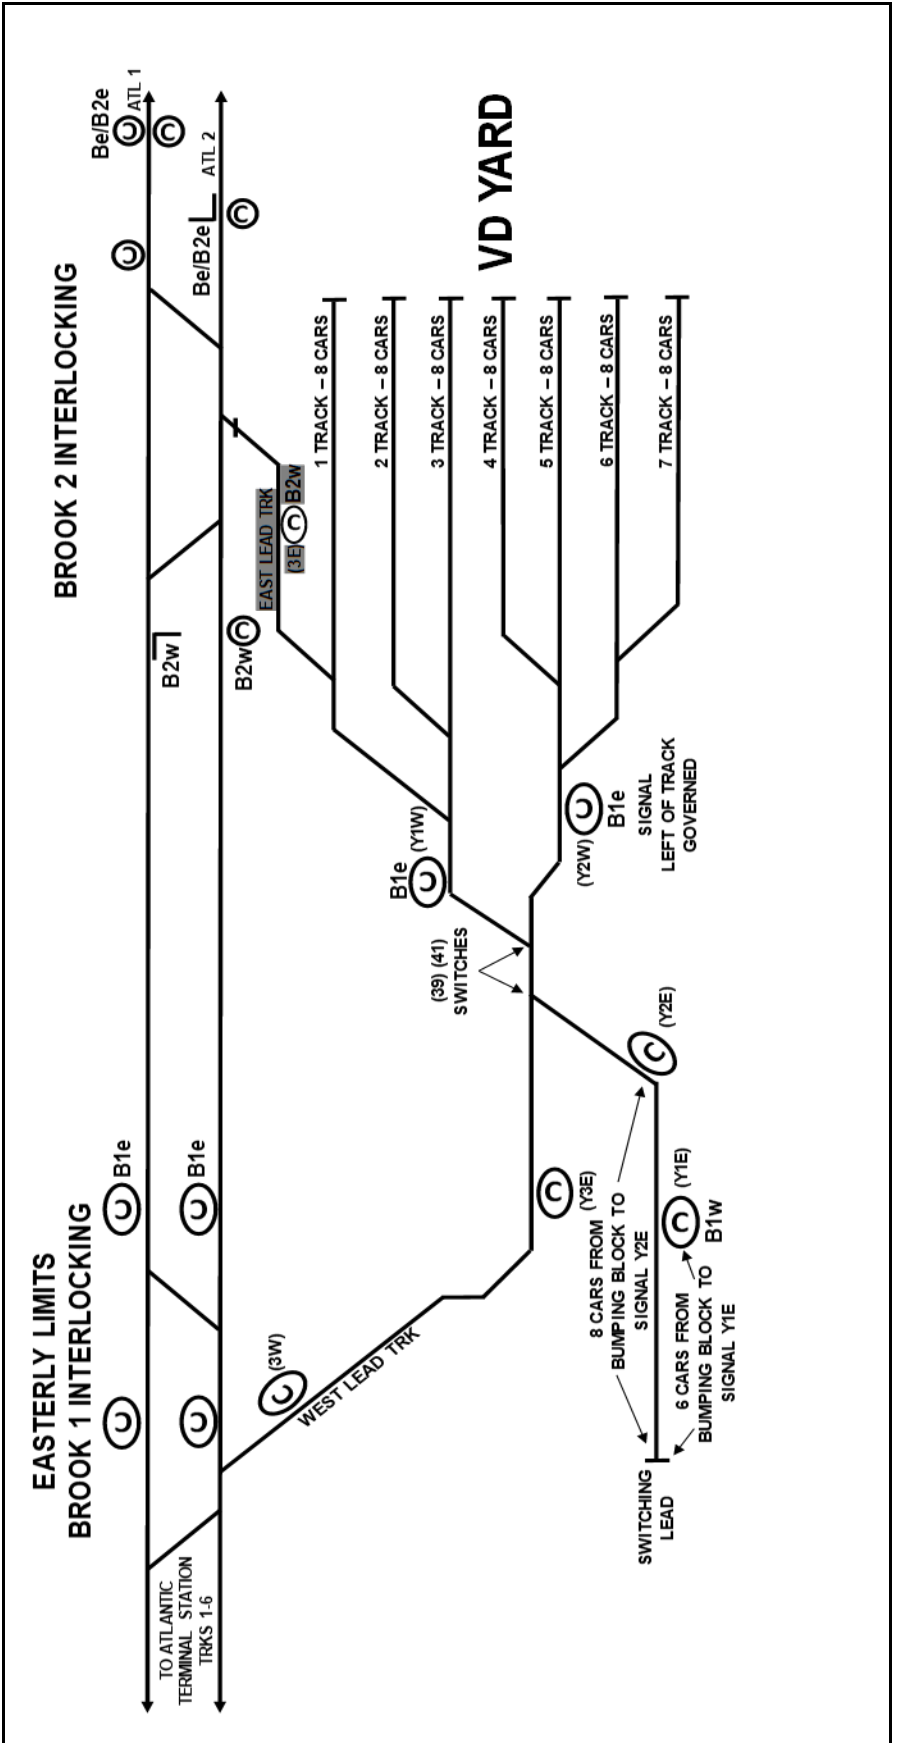 EASTERLY LIMITS
BROOK 1 INTERLOCKING
BROOK 2 INTERLOCKING
B1e
Be/B2e
ATL 1
C
C
C
C
C
TO ATLANTIC
TERMINAL STATION
TRKS 1-6
B1e
B2w
Be/B2e
ATL 2
C
C
C
B2w
C
(3W)
C
WEST LEAD TRK
EAST LEAD TRK
(3E)
C
B2w
1 TRACK – 8 CARS
2 TRACK – 8 CARS
3 TRACK – 8 CARS
4 TRACK – 8 CARS
5 TRACK – 8 CARS
6 TRACK – 8 CARS
7 TRACK – 8 CARS
VD YARD
B1e
(Y1W)
C
(39) (41)
SWITCHES
C
(Y3E)
(Y2W)
C
B1e
SIGNAL
LEFT OF TRACK
GOVERNED
8 CARS FROM
BUMPING BLOCK TO
SIGNAL Y2E
C
(Y2E)
SWITCHING
LEAD
C
(Y1E)
B1w
6 CARS FROM
BUMPING BLOCK TO
SIGNAL Y1E